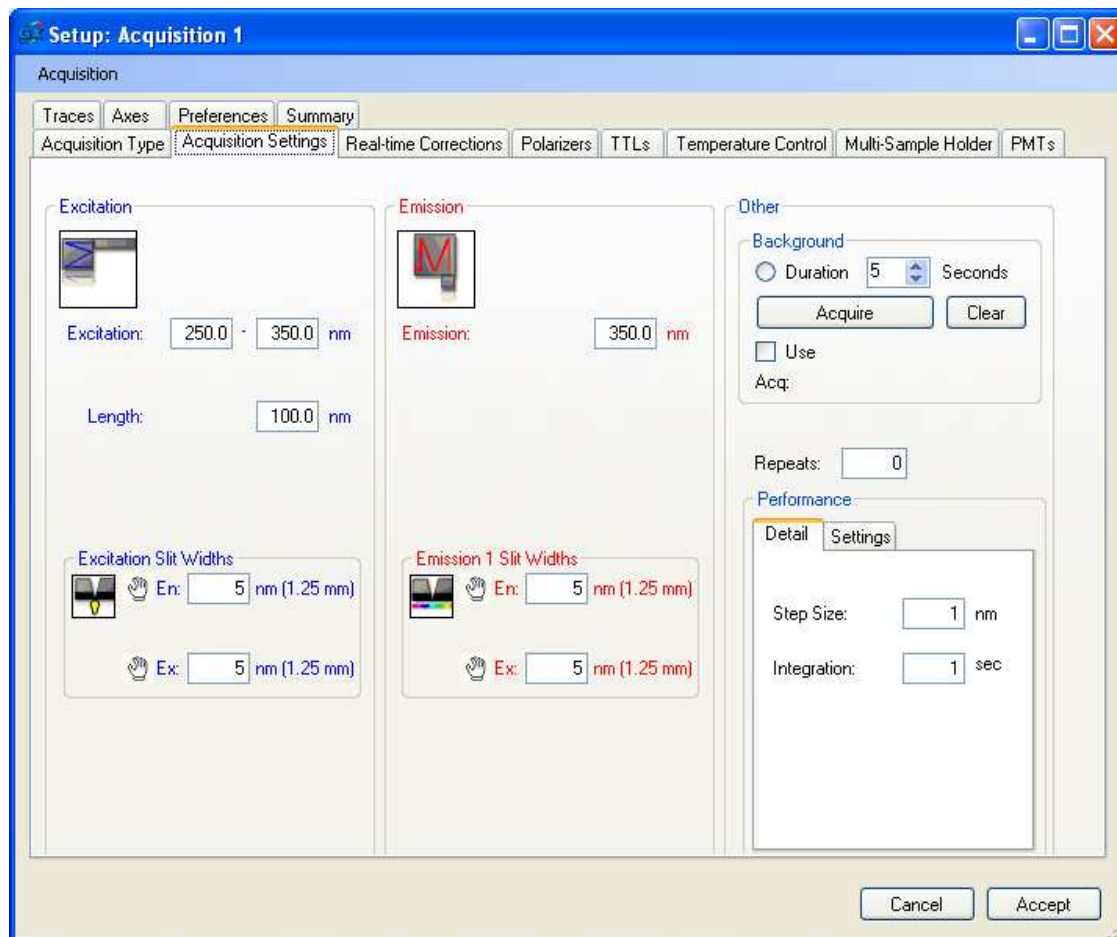 Setup: Acquisition 1
Acquisition
Traces Axes Preferences Summary
Acquisition Type Acquisition Settings Real-time Corrections Polarizers TTLs Temperature Control Multi-Sample Holder PMTs
Excitation
Excitation: 250.0 - 350.0 nm
Length: 100.0 nm
Excitation Slit Widths
En: 5 nm (1.25 mm)
Ex: 5 nm (1.25 mm)
Emission
M
Emission: 350.0 nm
Emission 1 Slit Widths
En: 5 nm (1.25 mm)
Ex: 5 nm (1.25 mm)
Other
Background
Duration 5 Seconds
Acquire Clear
Use
Acq:
Repeats: 0
Performance
Detail Settings
Step Size: 1 nm
Integration: 1 sec
Cancel Accept